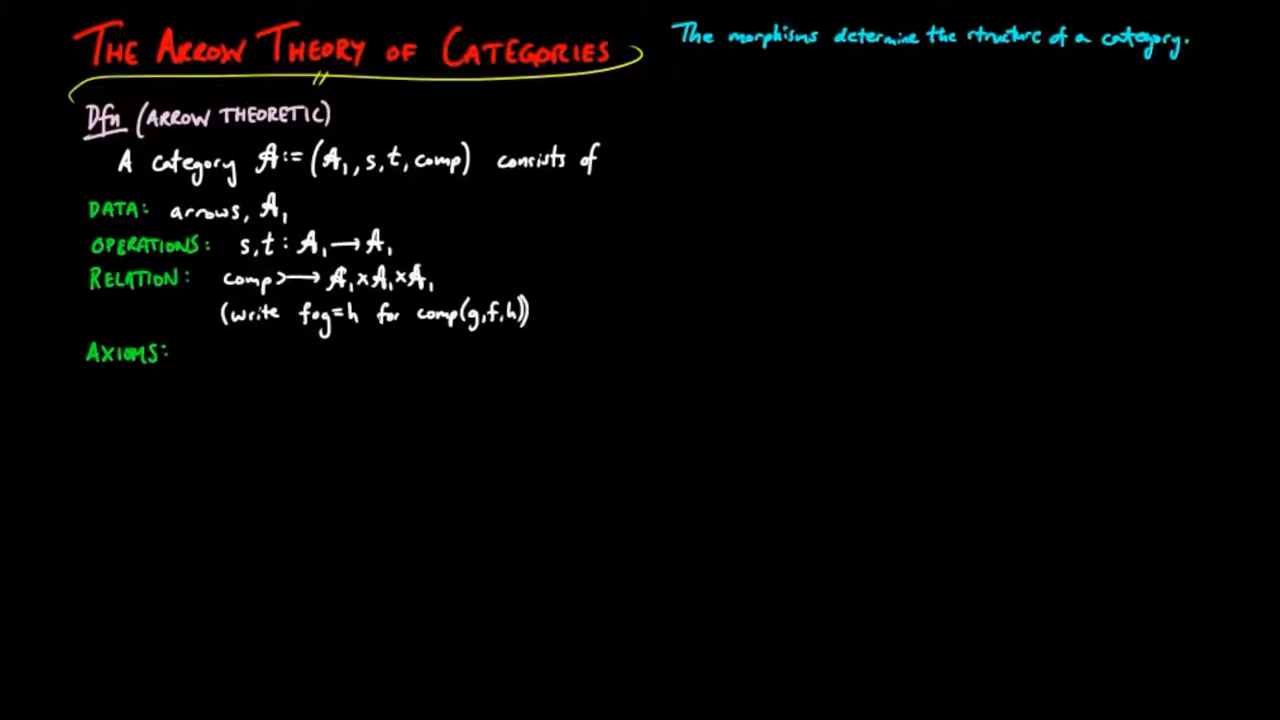 THE ARROW THEORY OF CATEGORIES
The morphisms determine the structure of a category.
Dfn (ARROW THEORETIC)
A category 𝒜 := (𝒜₁, s, t, comp) consists of
DATA: arrows, 𝒜₁
OPERATIONS: s, t : 𝒜₁ ⟶ 𝒜₁
RELATION: comp ↣ 𝒜₁ × 𝒜₁ × 𝒜₁
(write f∘g = h for comp(g, f, h))
AXIOMS: